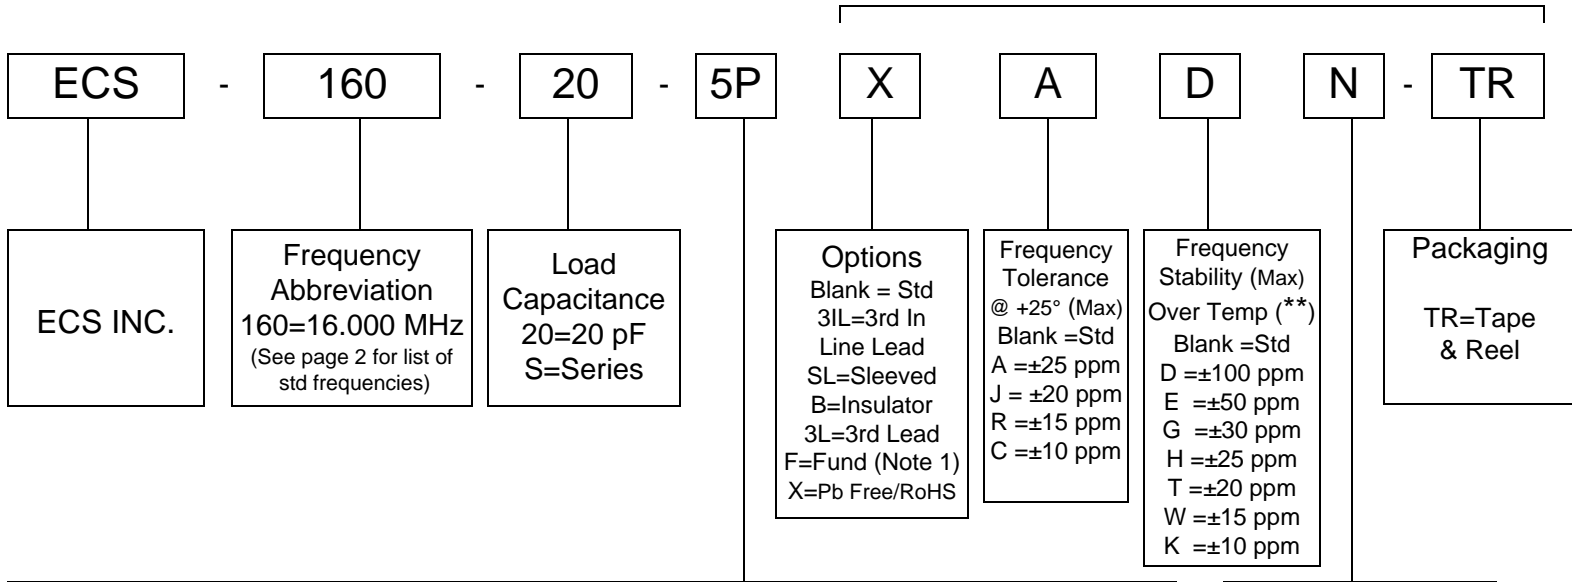 ECS - 160 - 20 - 5P X A D N - TR
ECS INC.
Frequency
Abbreviation
160=16.000 MHz
(See page 2 for list of
std frequencies)
Load
Capacitance
20=20 pF
S=Series
Options
Blank = Std
3IL=3rd In
Line Lead
SL=Sleeved
B=Insulator
3L=3rd Lead
F=Fund (Note 1)
X=Pb Free/RoHS
Frequency
Tolerance
@ +25° (Max)
Blank =Std
A =±25 ppm
J = ±20 ppm
R =±15 ppm
C =±10 ppm
Frequency
Stability (Max)
Over Temp (**)
Blank =Std
D =±100 ppm
E =±50 ppm
G =±30 ppm
H =±25 ppm
T =±20 ppm
W =±15 ppm
K =±10 ppm
Packaging
TR=Tape
& Reel